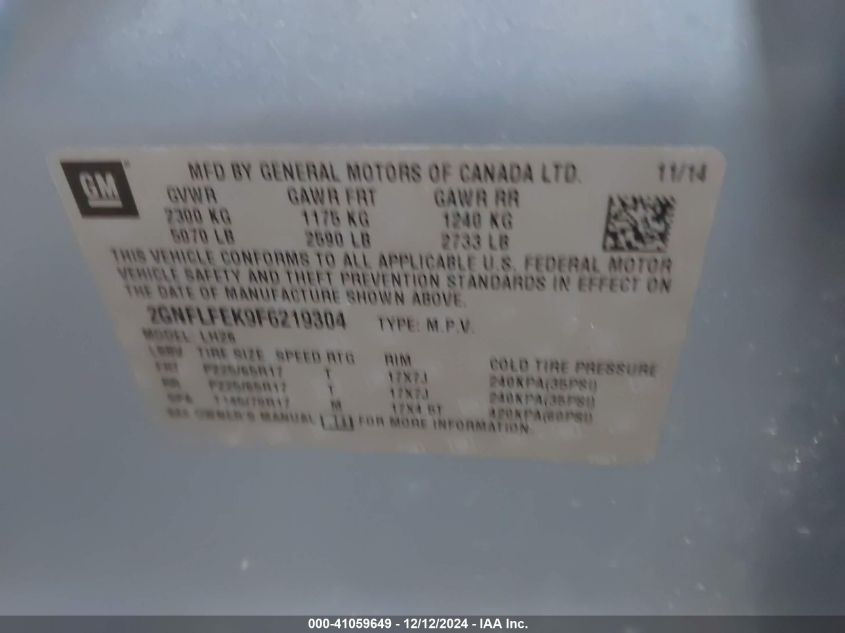 GM
MFD BY GENERAL MOTORS OF CANADA LTD. 11/14
GVWR GAWR FRT GAWR RR
2300 KG 1175 KG 1240 KG
5070 LB 2590 LB 2733 LB
THIS VEHICLE CONFORMS TO ALL APPLICABLE U.S. FEDERAL MOTOR
VEHICLE SAFETY AND THEFT PREVENTION STANDARDS IN EFFECT ON
THE DATE OF MANUFACTURE SHOWN ABOVE.
2GNFLFEK9F6219304 TYPE: M.P.V.
MODEL: LH26
TIRE SIZE SPEED RTG RIM COLD TIRE PRESSURE
FRT P225/65R17 T 17X7J 240KPA(35PSI)
RR P225/65R17 T 17X7J 240KPA(35PSI)
SPA T145/70R17 M 17X4 ST 420KPA(60PSI)
SEE OWNER'S MANUAL FOR MORE INFORMATION.
000-41059649 - 12/12/2024 - IAA Inc.